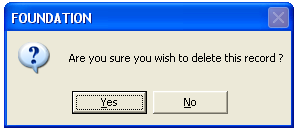 FOUNDATION
Are you sure you wish to delete this record ?
Yes
No